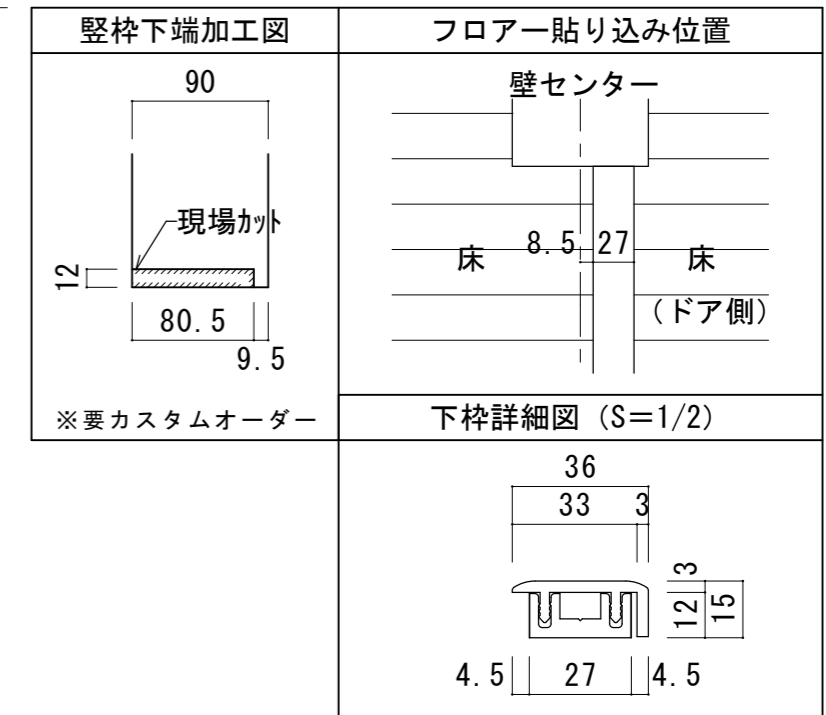 竪枠下端加工図
90
現場ｶｯﾄ
12
80.5
9.5
※要カスタムオーダー
フロアー貼り込み位置
壁センター
床
8.5
27
床
(ドア側)
下枠詳細図 (S=1/2)
36
33
3
3
12
15
4.5
27
4.5